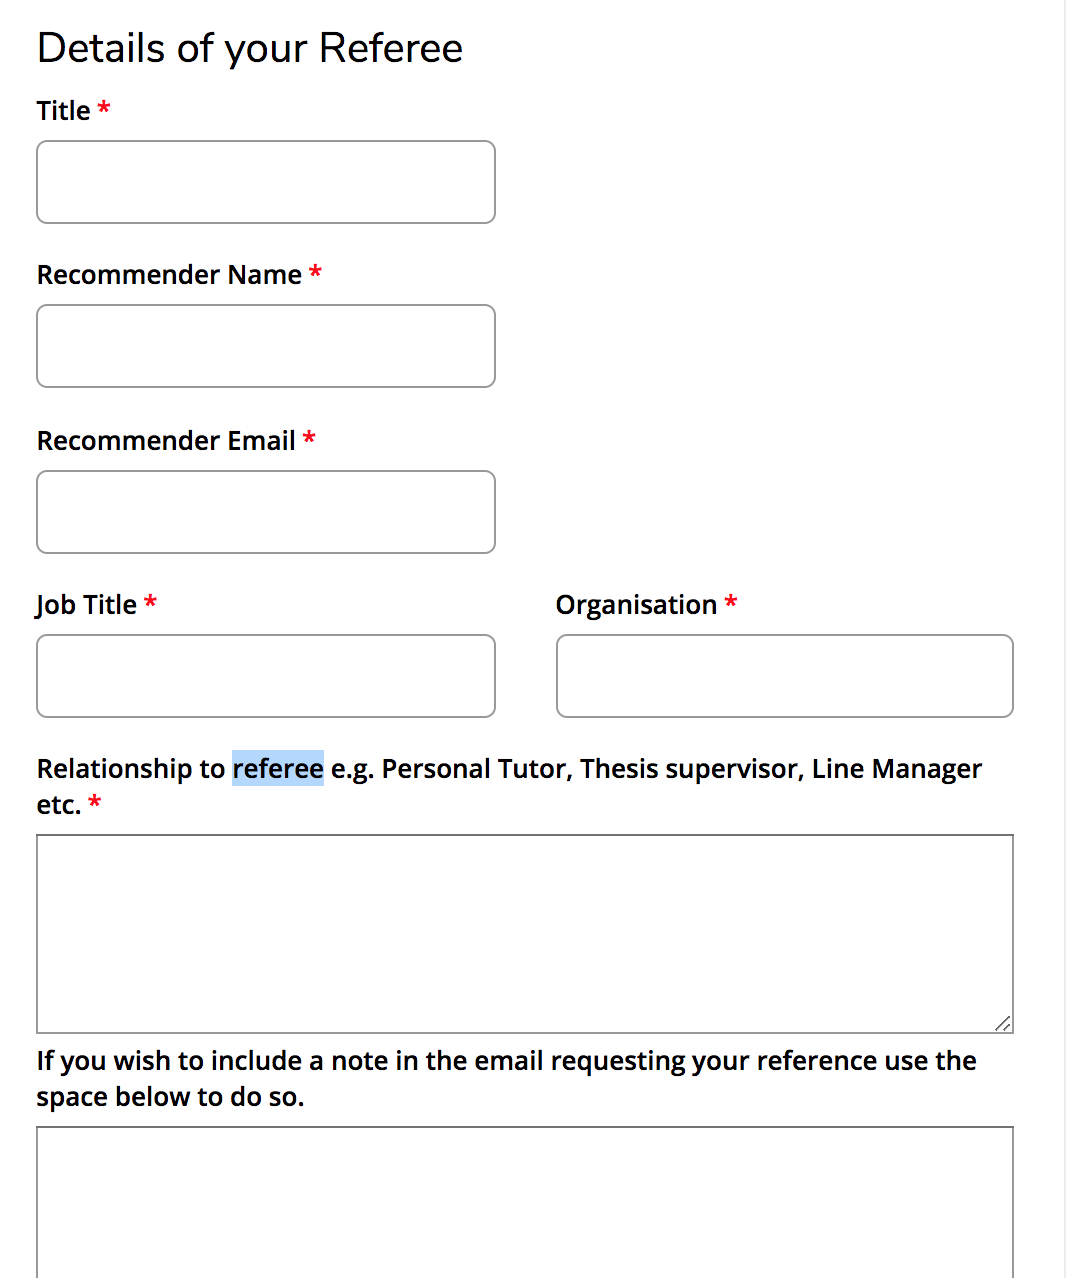 Details of your Referee
Title *
Recommender Name *
Recommender Email *
Job Title *
Organisation *
Relationship to referee e.g. Personal Tutor, Thesis supervisor, Line Manager
etc. *
If you wish to include a note in the email requesting your reference use the
space below to do so.